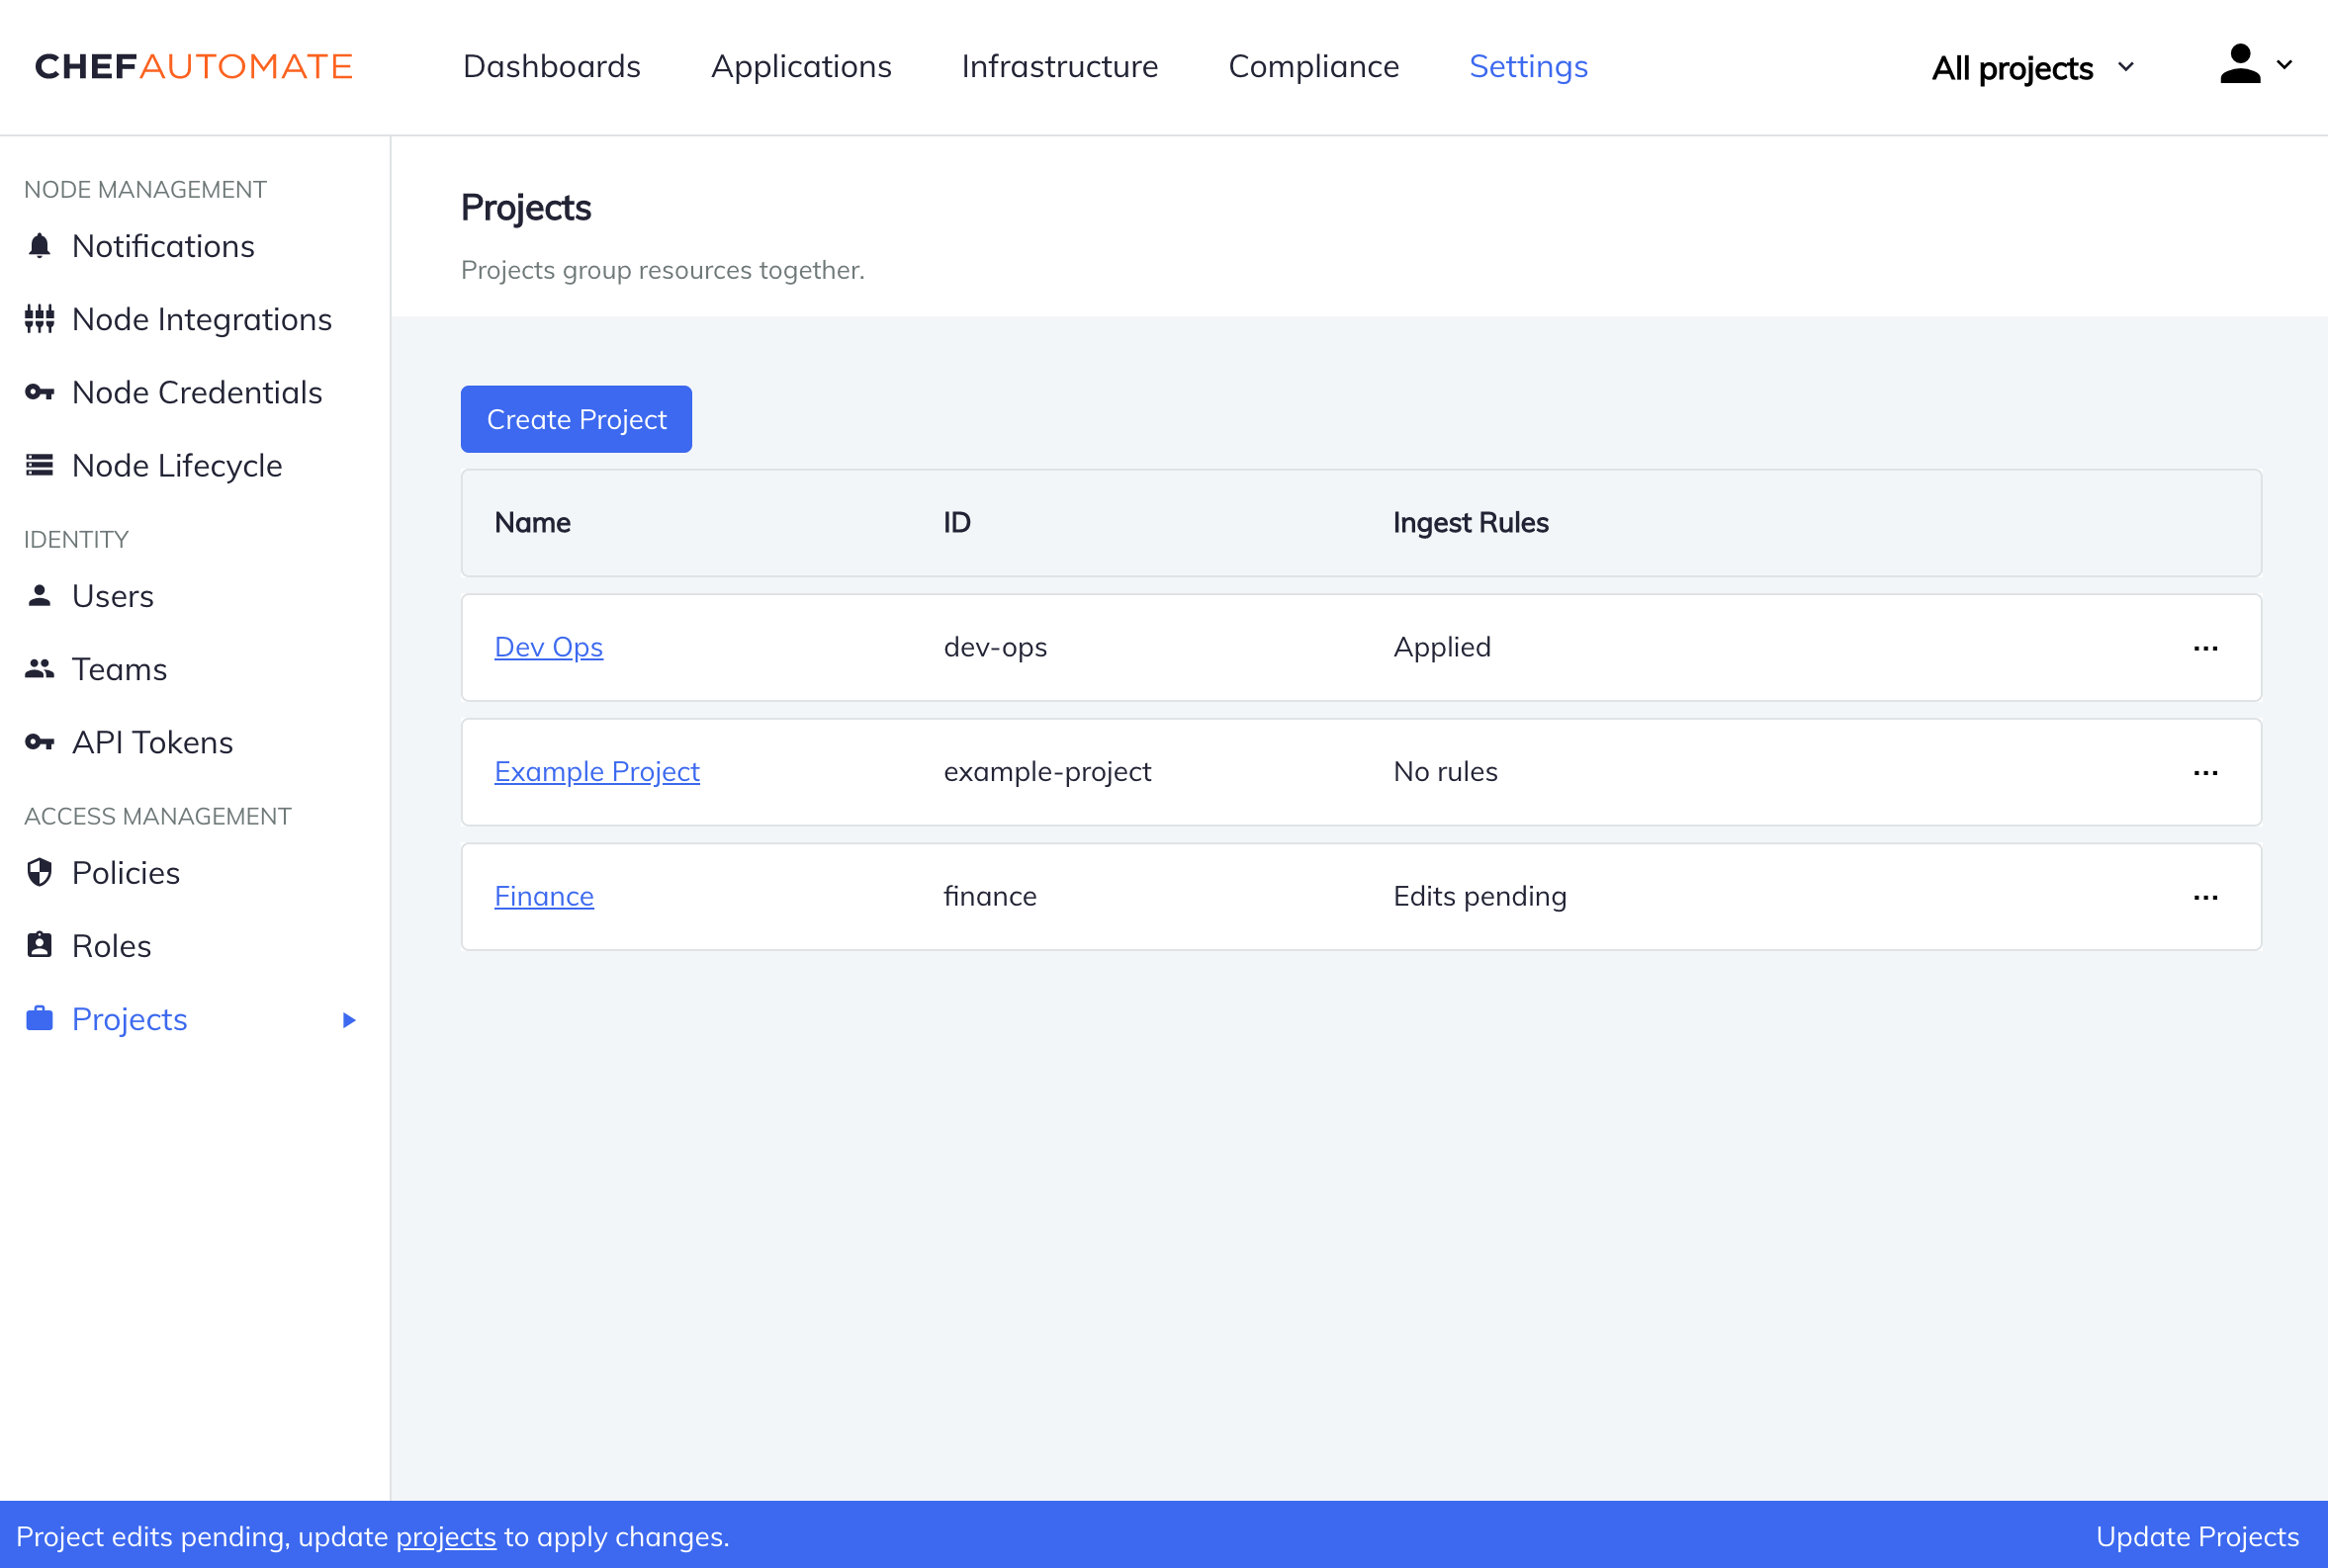 CHEFAUTOMATE Dashboards Applications Infrastructure Compliance Settings All projects
NODE MANAGEMENT
Notifications
Node Integrations
Node Credentials
Node Lifecycle
IDENTITY
Users
Teams
API Tokens
ACCESS MANAGEMENT
Policies
Roles
Projects
Projects
Projects group resources together.
Create Project
Name ID Ingest Rules
Dev Ops dev-ops Applied
Example Project example-project No rules
Finance finance Edits pending
Project edits pending, update projects to apply changes. Update Projects